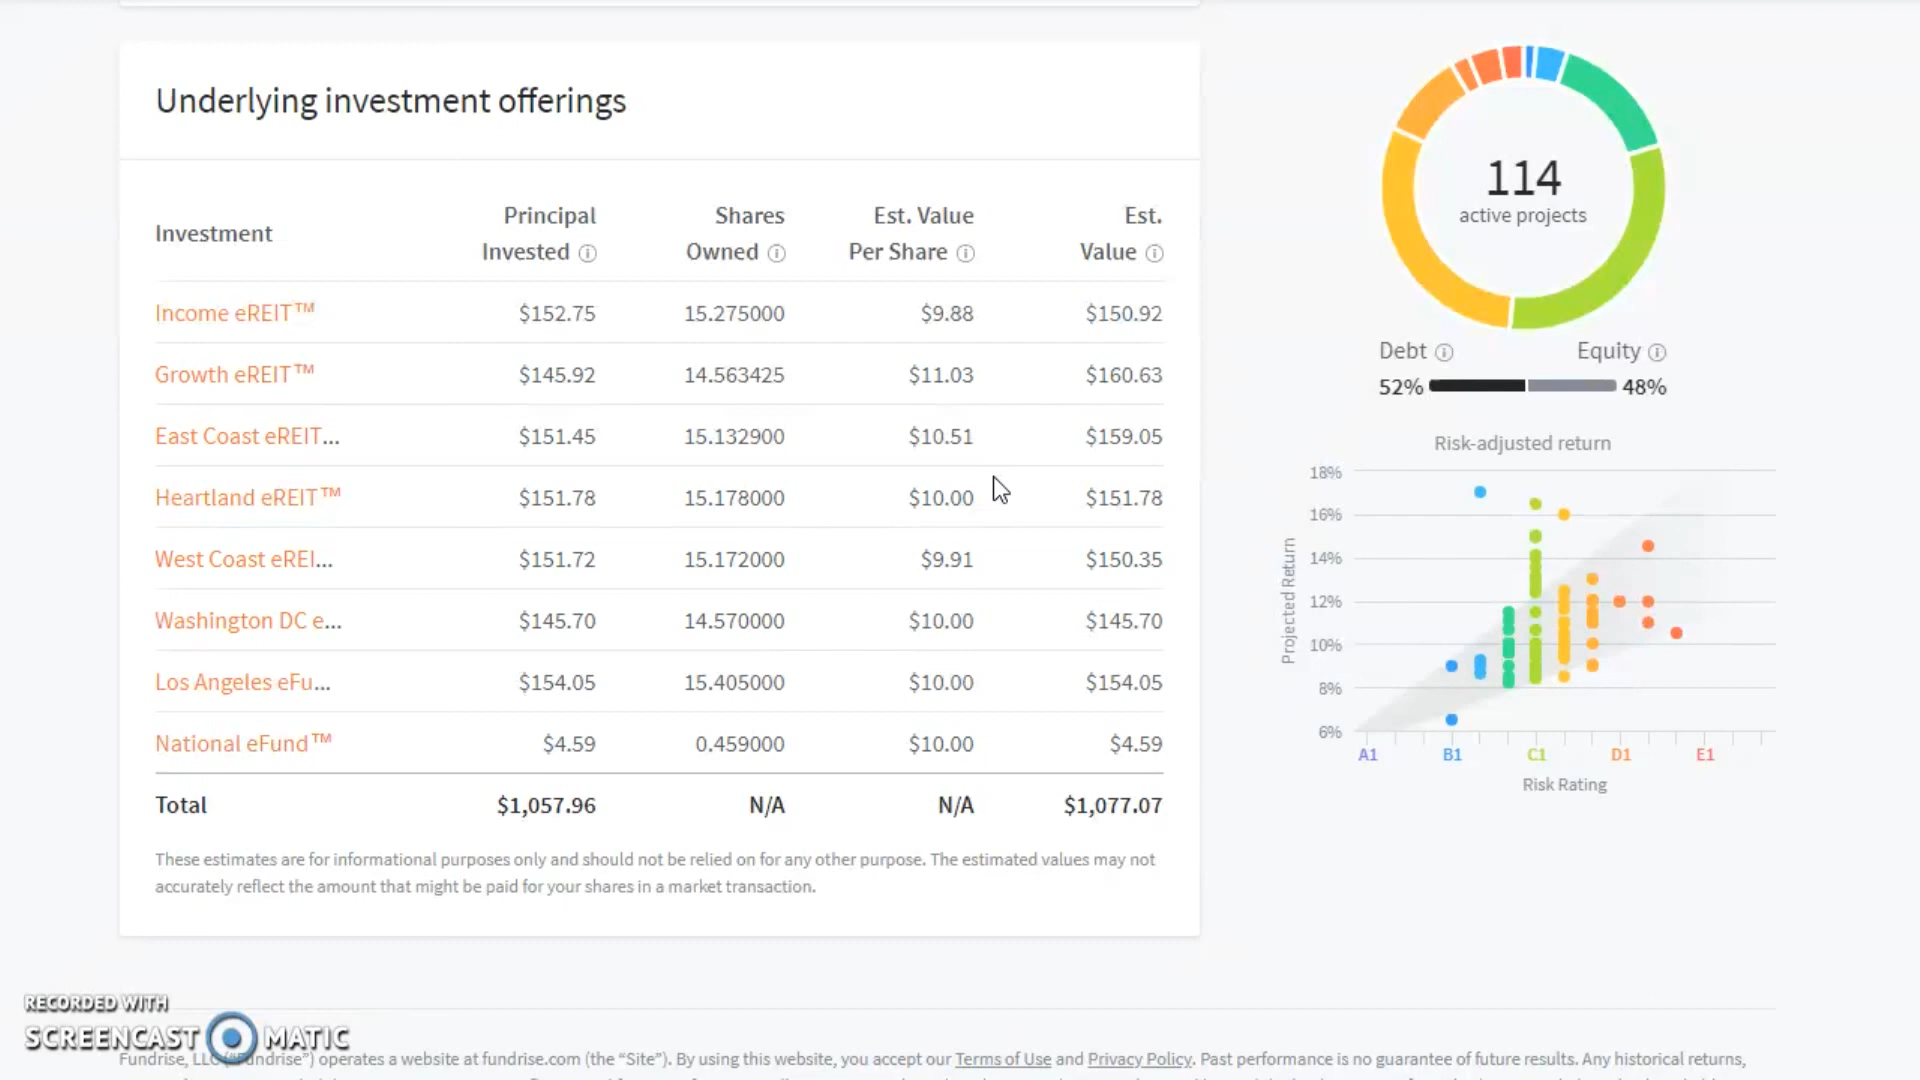 Underlying investment offerings
Investment
Principal
Invested
Shares
Owned
Est. Value
Per Share
Est.
Value
Income eREIT™ $152.75 15.275000 $9.88 $150.92
Growth eREIT™ $145.92 14.563425 $11.03 $160.63
East Coast eREIT... $151.45 15.132900 $10.51 $159.05
Heartland eREIT™ $151.78 15.178000 $10.00 $151.78
West Coast eREI... $151.72 15.172000 $9.91 $150.35
Washington DC e... $145.70 14.570000 $10.00 $145.70
Los Angeles eFu... $154.05 15.405000 $10.00 $154.05
National eFund™ $4.59 0.459000 $10.00 $4.59
Total $1,057.96 N/A N/A $1,077.07
These estimates are for informational purposes only and should not be relied on for any other purpose. The estimated values may not
accurately reflect the amount that might be paid for your shares in a market transaction.
114
active projects
Debt Equity
52% 48%
Risk-adjusted return
18%
16%
14%
12%
10%
8%
6%
Projected Return
A1 B1 C1 D1 E1
Risk Rating
RECORDED WITH
SCREENCAST MATIC
Fundrise, LLC (“Fundrise”) operates a website at fundrise.com (the “Site”). By using this website, you accept our Terms of Use and Privacy Policy. Past performance is no guarantee of future results. Any historical returns,